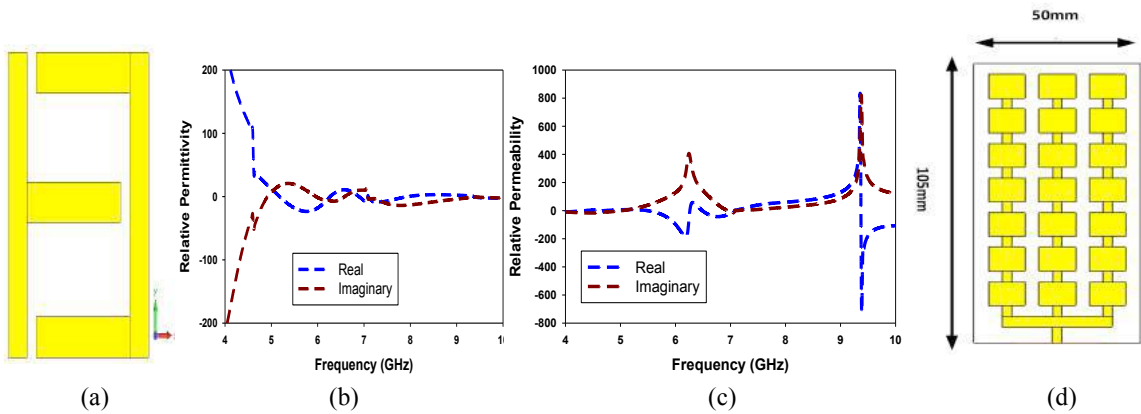 y
200
100
0
-100
-200
Relative Permittivity
Real
Imaginary
4 5 6 7 8 9 10
Frequency (GHz)
1000
800
600
400
200
0
-200
-400
-600
-800
Relative Permeability
Real
Imaginary
4 5 6 7 8 9 10
Frequency (GHz)
50mm
105mm
(a) (b) (c) (d)